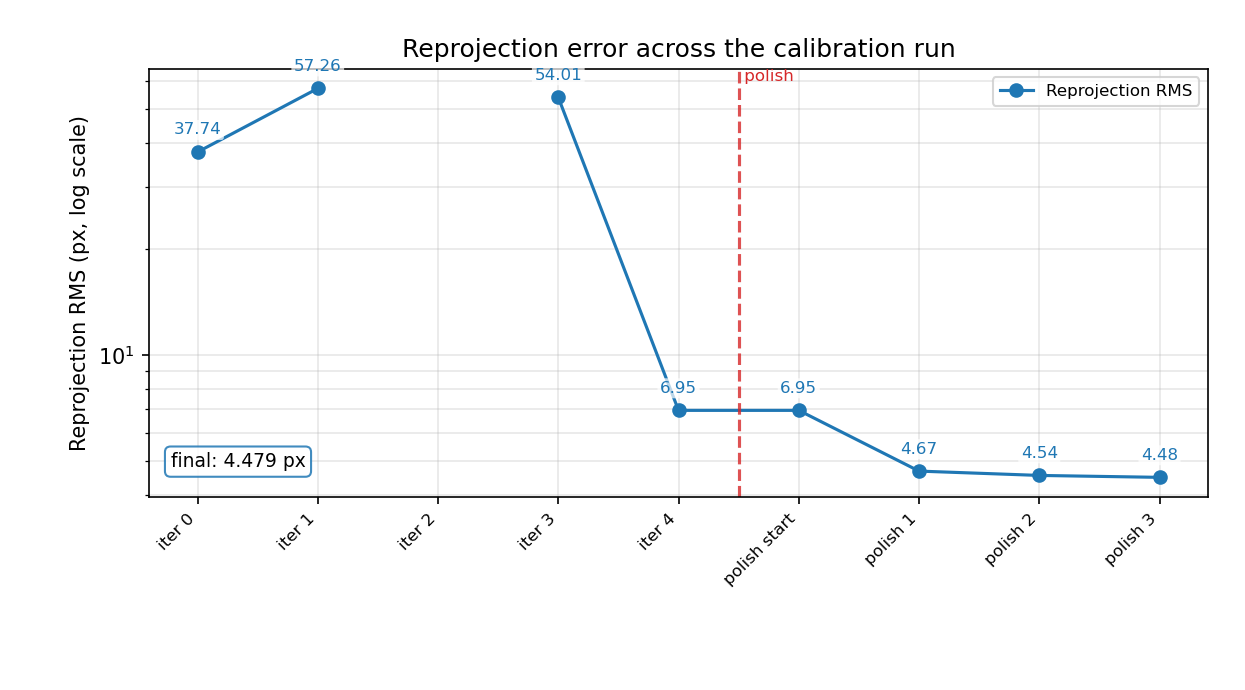 Reprojection error across the calibration run
57.26
54.01
polish
Reprojection RMS
37.74
Reprojection RMS (px, log scale)
10¹
6.95
6.95
4.67
4.54
4.48
final: 4.479 px
iter 0
iter 1
iter 2
iter 3
iter 4
polish start
polish 1
polish 2
polish 3